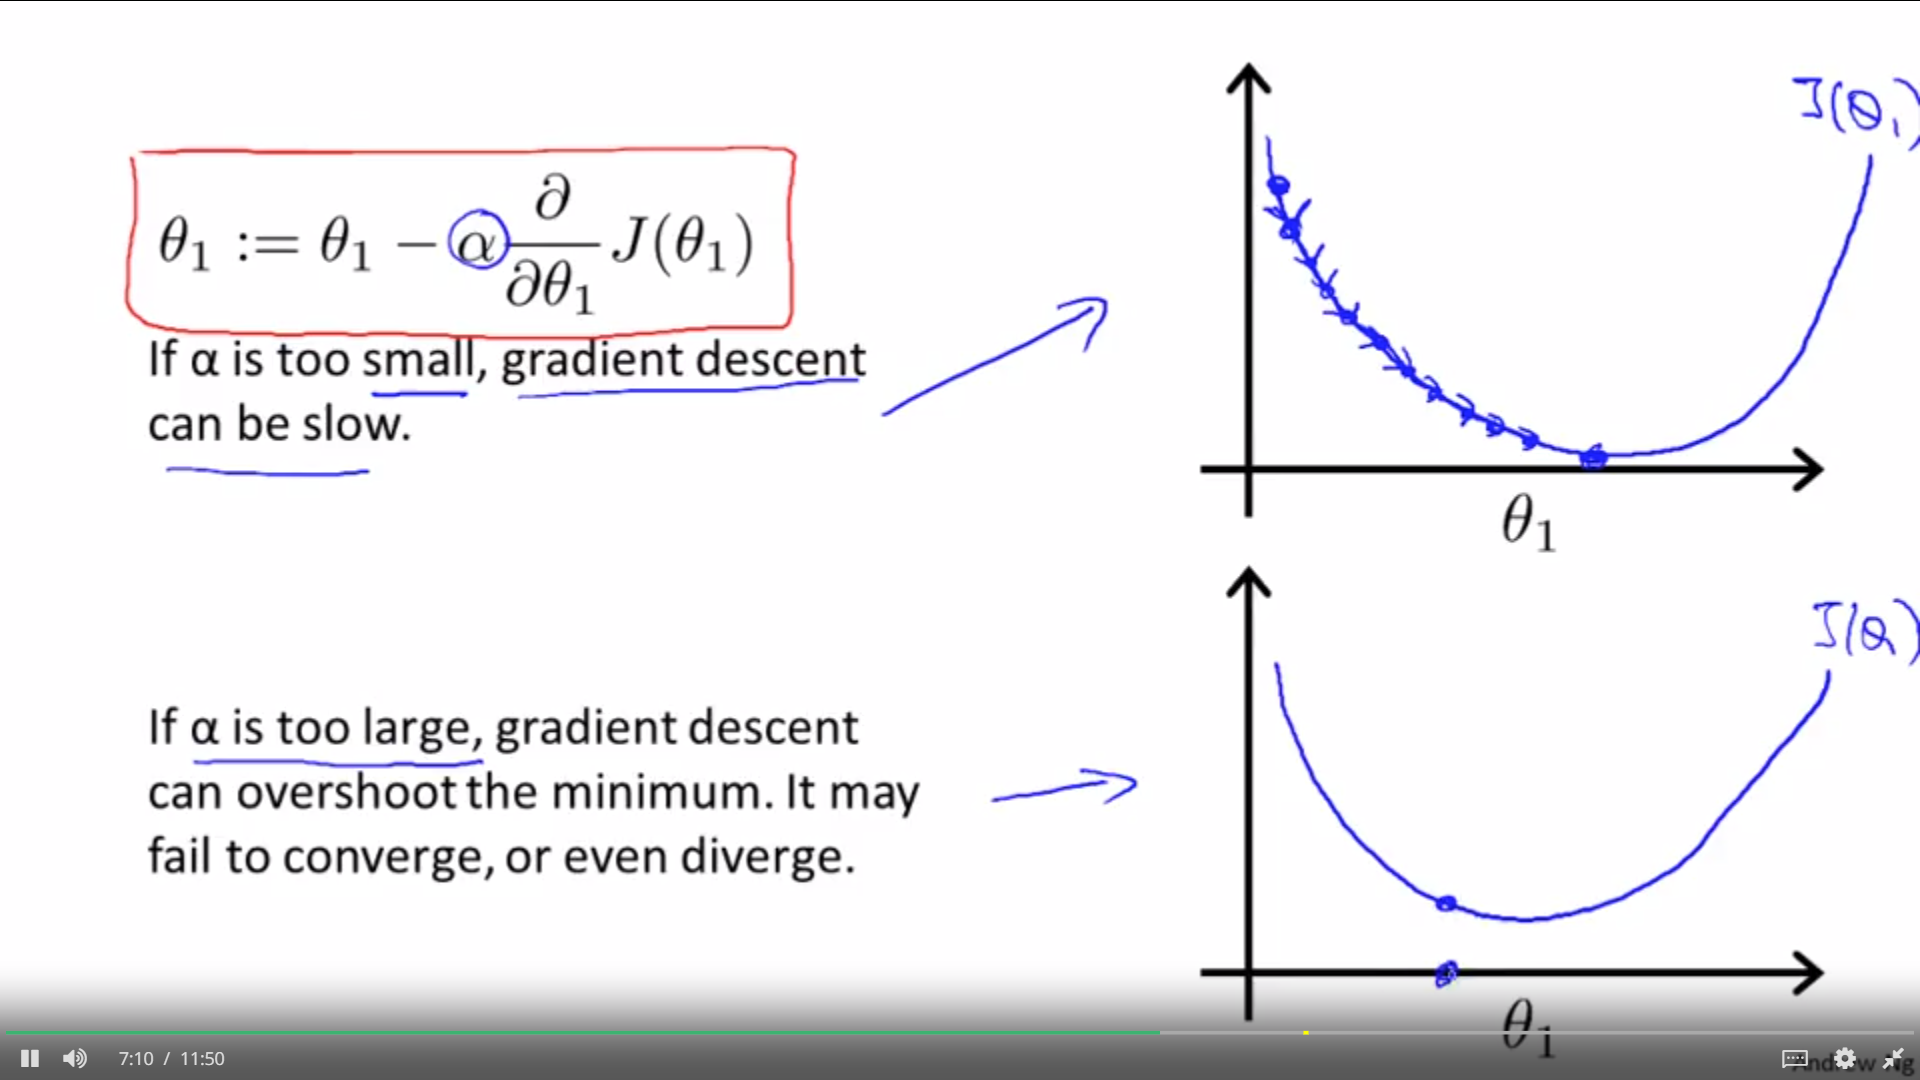 J(θ₁)
θ₁ := θ₁ − α ∂/∂θ₁ J(θ₁)
If α is too small, gradient descent
can be slow.
θ₁
J(θ₁)
If α is too large, gradient descent
can overshoot the minimum. It may
fail to converge, or even diverge.
θ₁
7:10 / 11:50
Andrew Ng